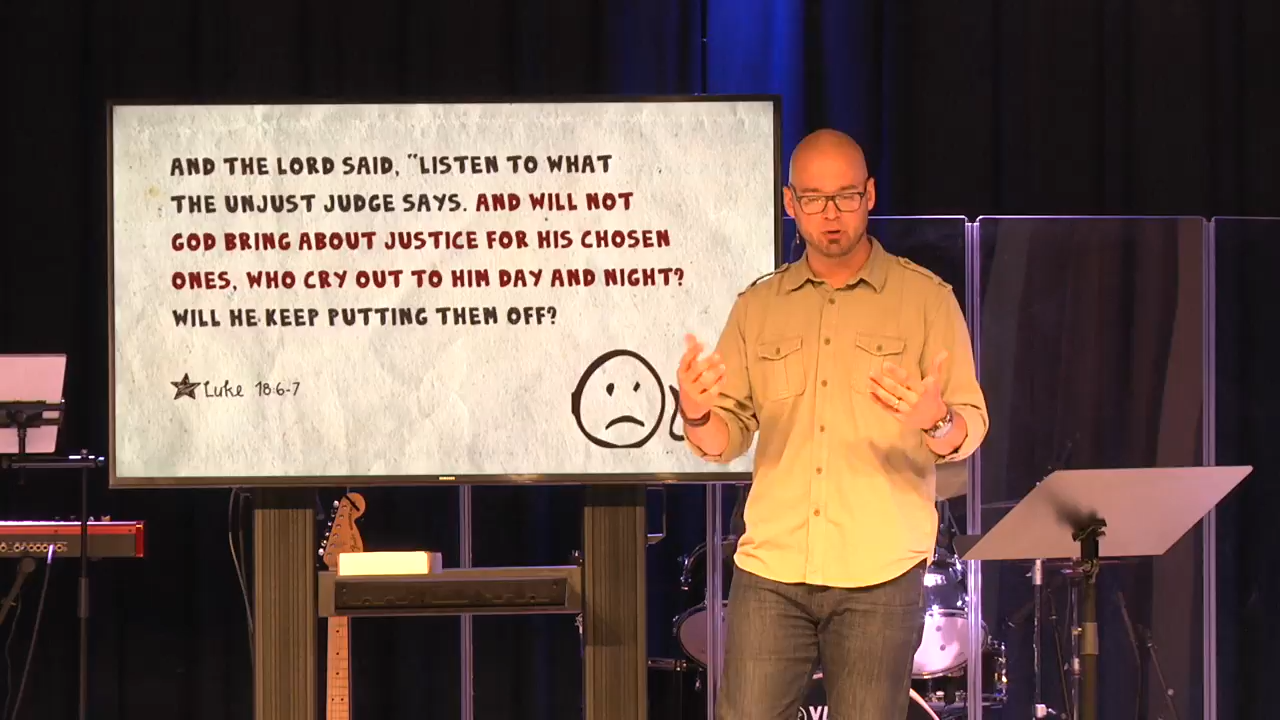 AND THE LORD SAID, "LISTEN TO WHAT
THE UNJUST JUDGE SAYS. AND WILL NOT
GOD BRING ABOUT JUSTICE FOR HIS CHOSEN
ONES, WHO CRY OUT TO HIM DAY AND NIGHT?
WILL HE KEEP PUTTING THEM OFF?
Luke 18:6-7
SAMSUNG